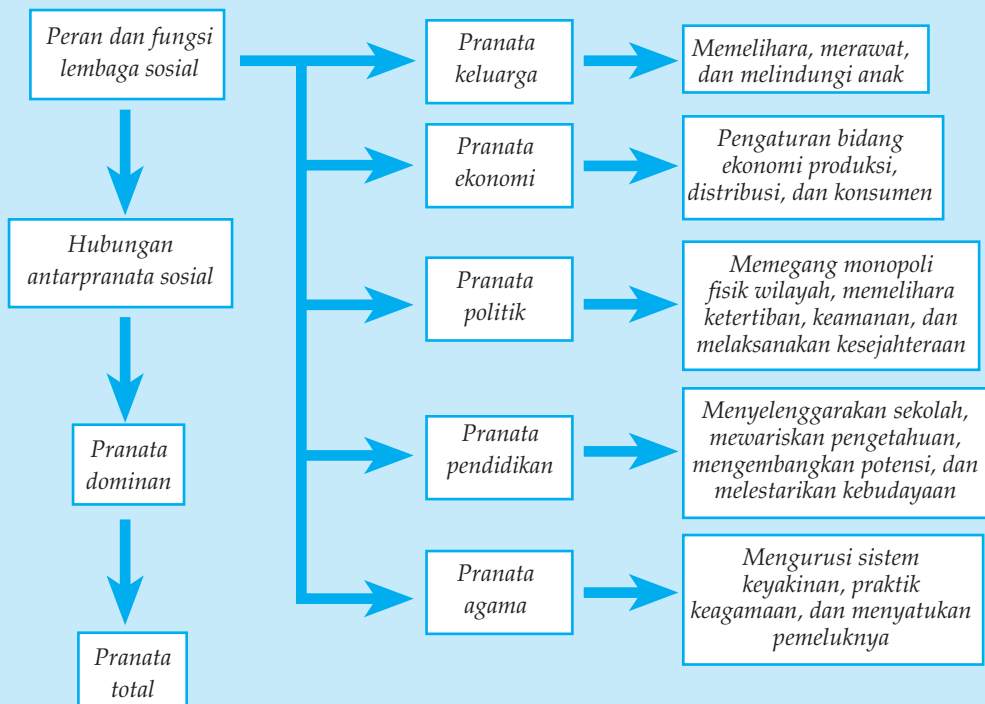 Peran dan fungsi
lembaga sosial
Pranata
keluarga
Memelihara, merawat,
dan melindungi anak
Pranata
ekonomi
Pengaturan bidang
ekonomi produksi,
distribusi, dan konsumen
Hubungan
antarpranata sosial
Pranata
politik
Memegang monopoli
fisik wilayah, memelihara
ketertiban, keamanan, dan
melaksanakan kesejahteraan
Pranata
dominan
Pranata
pendidikan
Menyelenggarakan sekolah,
mewariskan pengetahuan,
mengembangkan potensi, dan
melestarikan kebudayaan
Pranata
agama
Mengurusi sistem
keyakinan, praktik
keagamaan, dan menyatukan
pemeluknya
Pranata
total